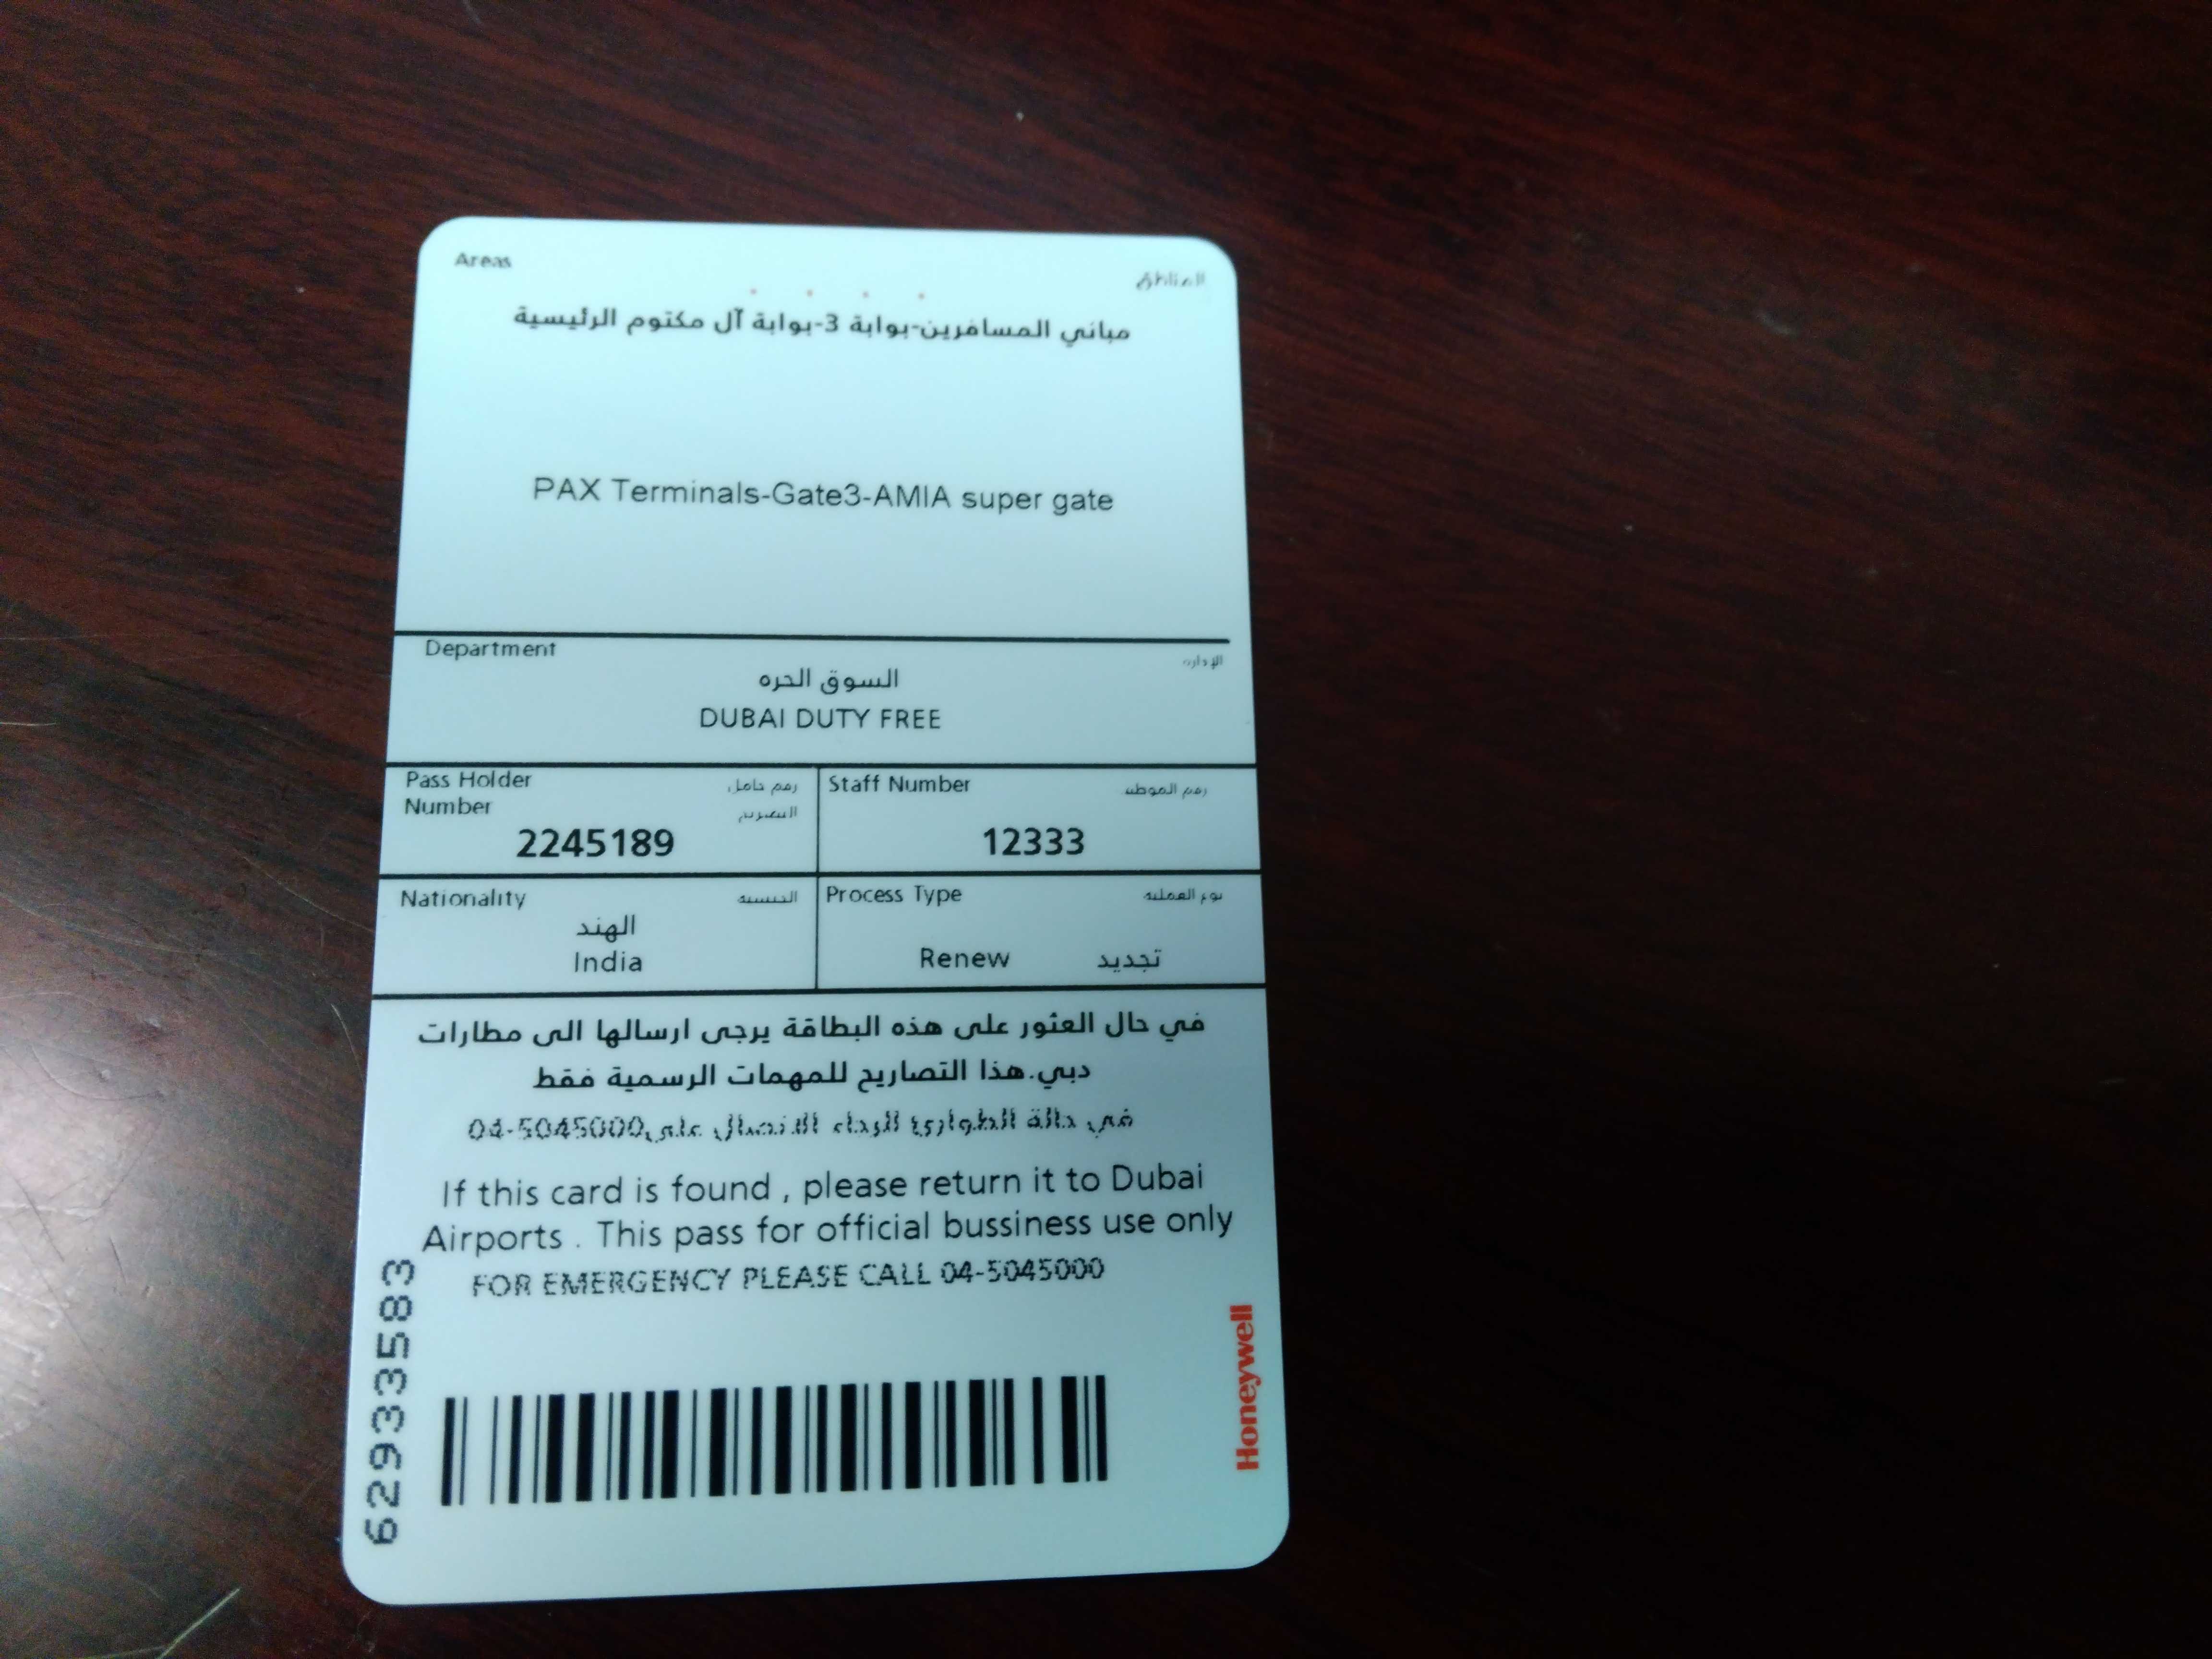 Areas
المناطق
مباني المسافرين-بوابة 3-بوابة آل مكتوم الرئيسية
PAX Terminals-Gate3-AMIA super gate
Department
الإدارة
السوق الحره
DUBAI DUTY FREE
Pass Holder
Number
رقم حامل
التصريح
2245189
Staff Number
رقم الموظف
12333
Nationality
الجنسية
الهند
India
Process Type
نوع العملية
Renew تجديد
في حال العثور على هذه البطاقة يرجى ارسالها الى مطارات
دبي.هذا التصاريح للمهمات الرسمية فقط
في حالة الطوارئ الرجاء الاتصال على 04-5045000
If this card is found , please return it to Dubai
Airports . This pass for official bussiness use only
FOR EMERGENCY PLEASE CALL 04-5045000
62933583
Honeywell